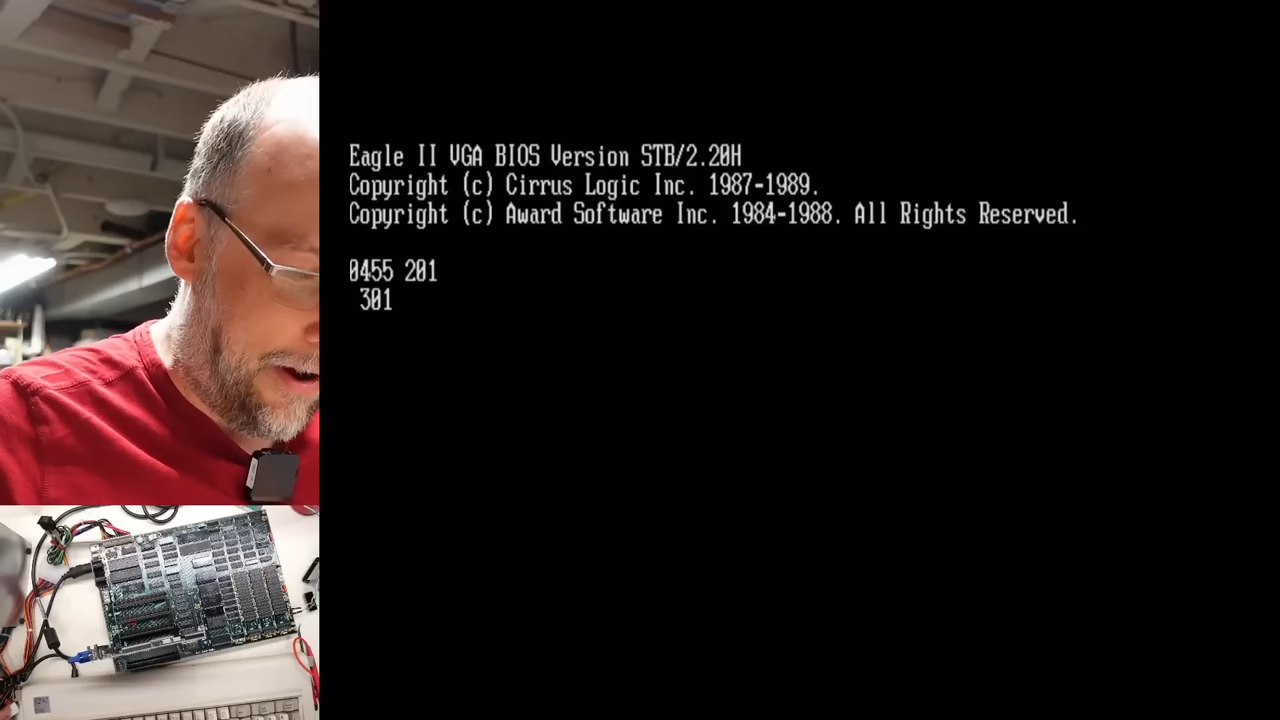 Eagle II VGA BIOS Version STB/2.20H
Copyright (c) Cirrus Logic Inc. 1987-1989.
Copyright (c) Award Software Inc. 1984-1988. All Rights Reserved.
0455 201
301